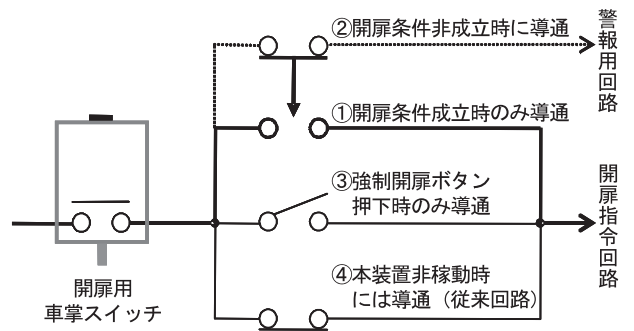 ②開扉条件非成立時に導通
警報用回路
①開扉条件成立時のみ導通
③強制開扉ボタン
押下時のみ導通
開扉指令回路
④本装置非稼動時
には導通（従来回路）
開扉用
車掌スイッチ